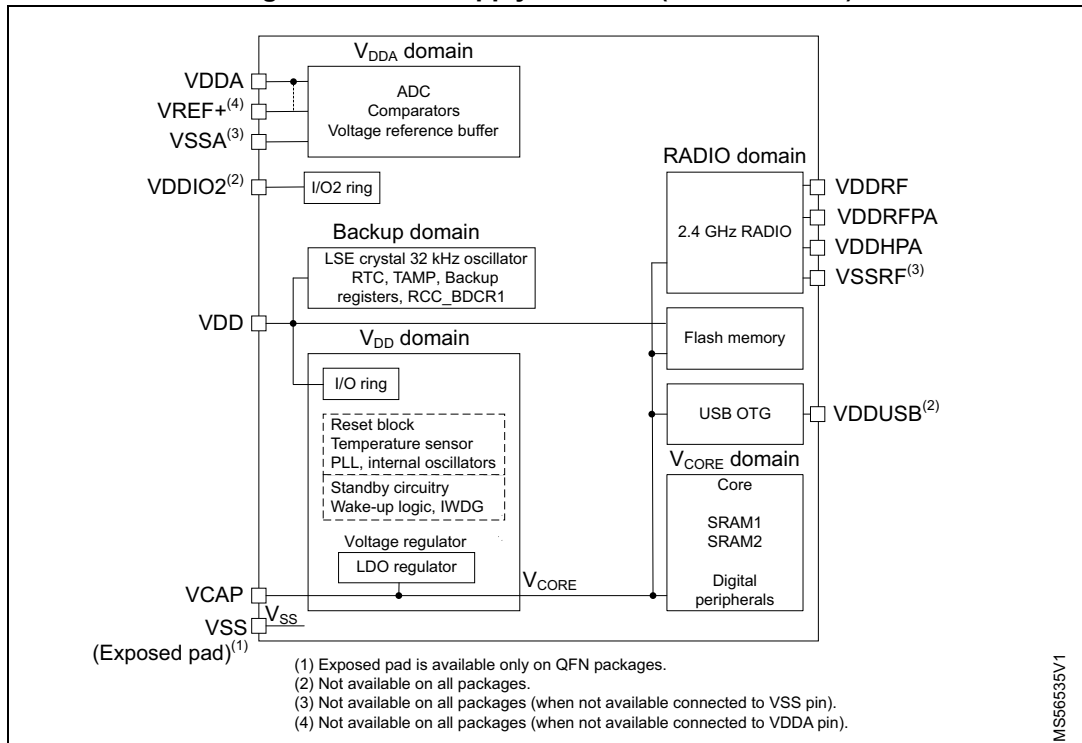 VDDA domain
VDDA
VREF+(4)
VSSA(3)
ADC
Comparators
Voltage reference buffer
VDDIO2(2)
I/O2 ring
RADIO domain
2.4 GHz RADIO
VDDRF
VDDRFPA
VDDHPA
VSSRF(3)
Backup domain
LSE crystal 32 kHz oscillator
RTC, TAMP, Backup
registers, RCC_BDCR1
VDD
VDD domain
I/O ring
Reset block
Temperature sensor
PLL, internal oscillators
Standby circuitry
Wake-up logic, IWDG
Voltage regulator
LDO regulator
Flash memory
USB OTG
VDDUSB(2)
VCORE domain
Core
SRAM1
SRAM2
Digital
peripherals
VCORE
VCAP
VSS
VSS
(Exposed pad)(1)
(1) Exposed pad is available only on QFN packages.
(2) Not available on all packages.
(3) Not available on all packages (when not available connected to VSS pin).
(4) Not available on all packages (when not available connected to VDDA pin).
MS56535V1